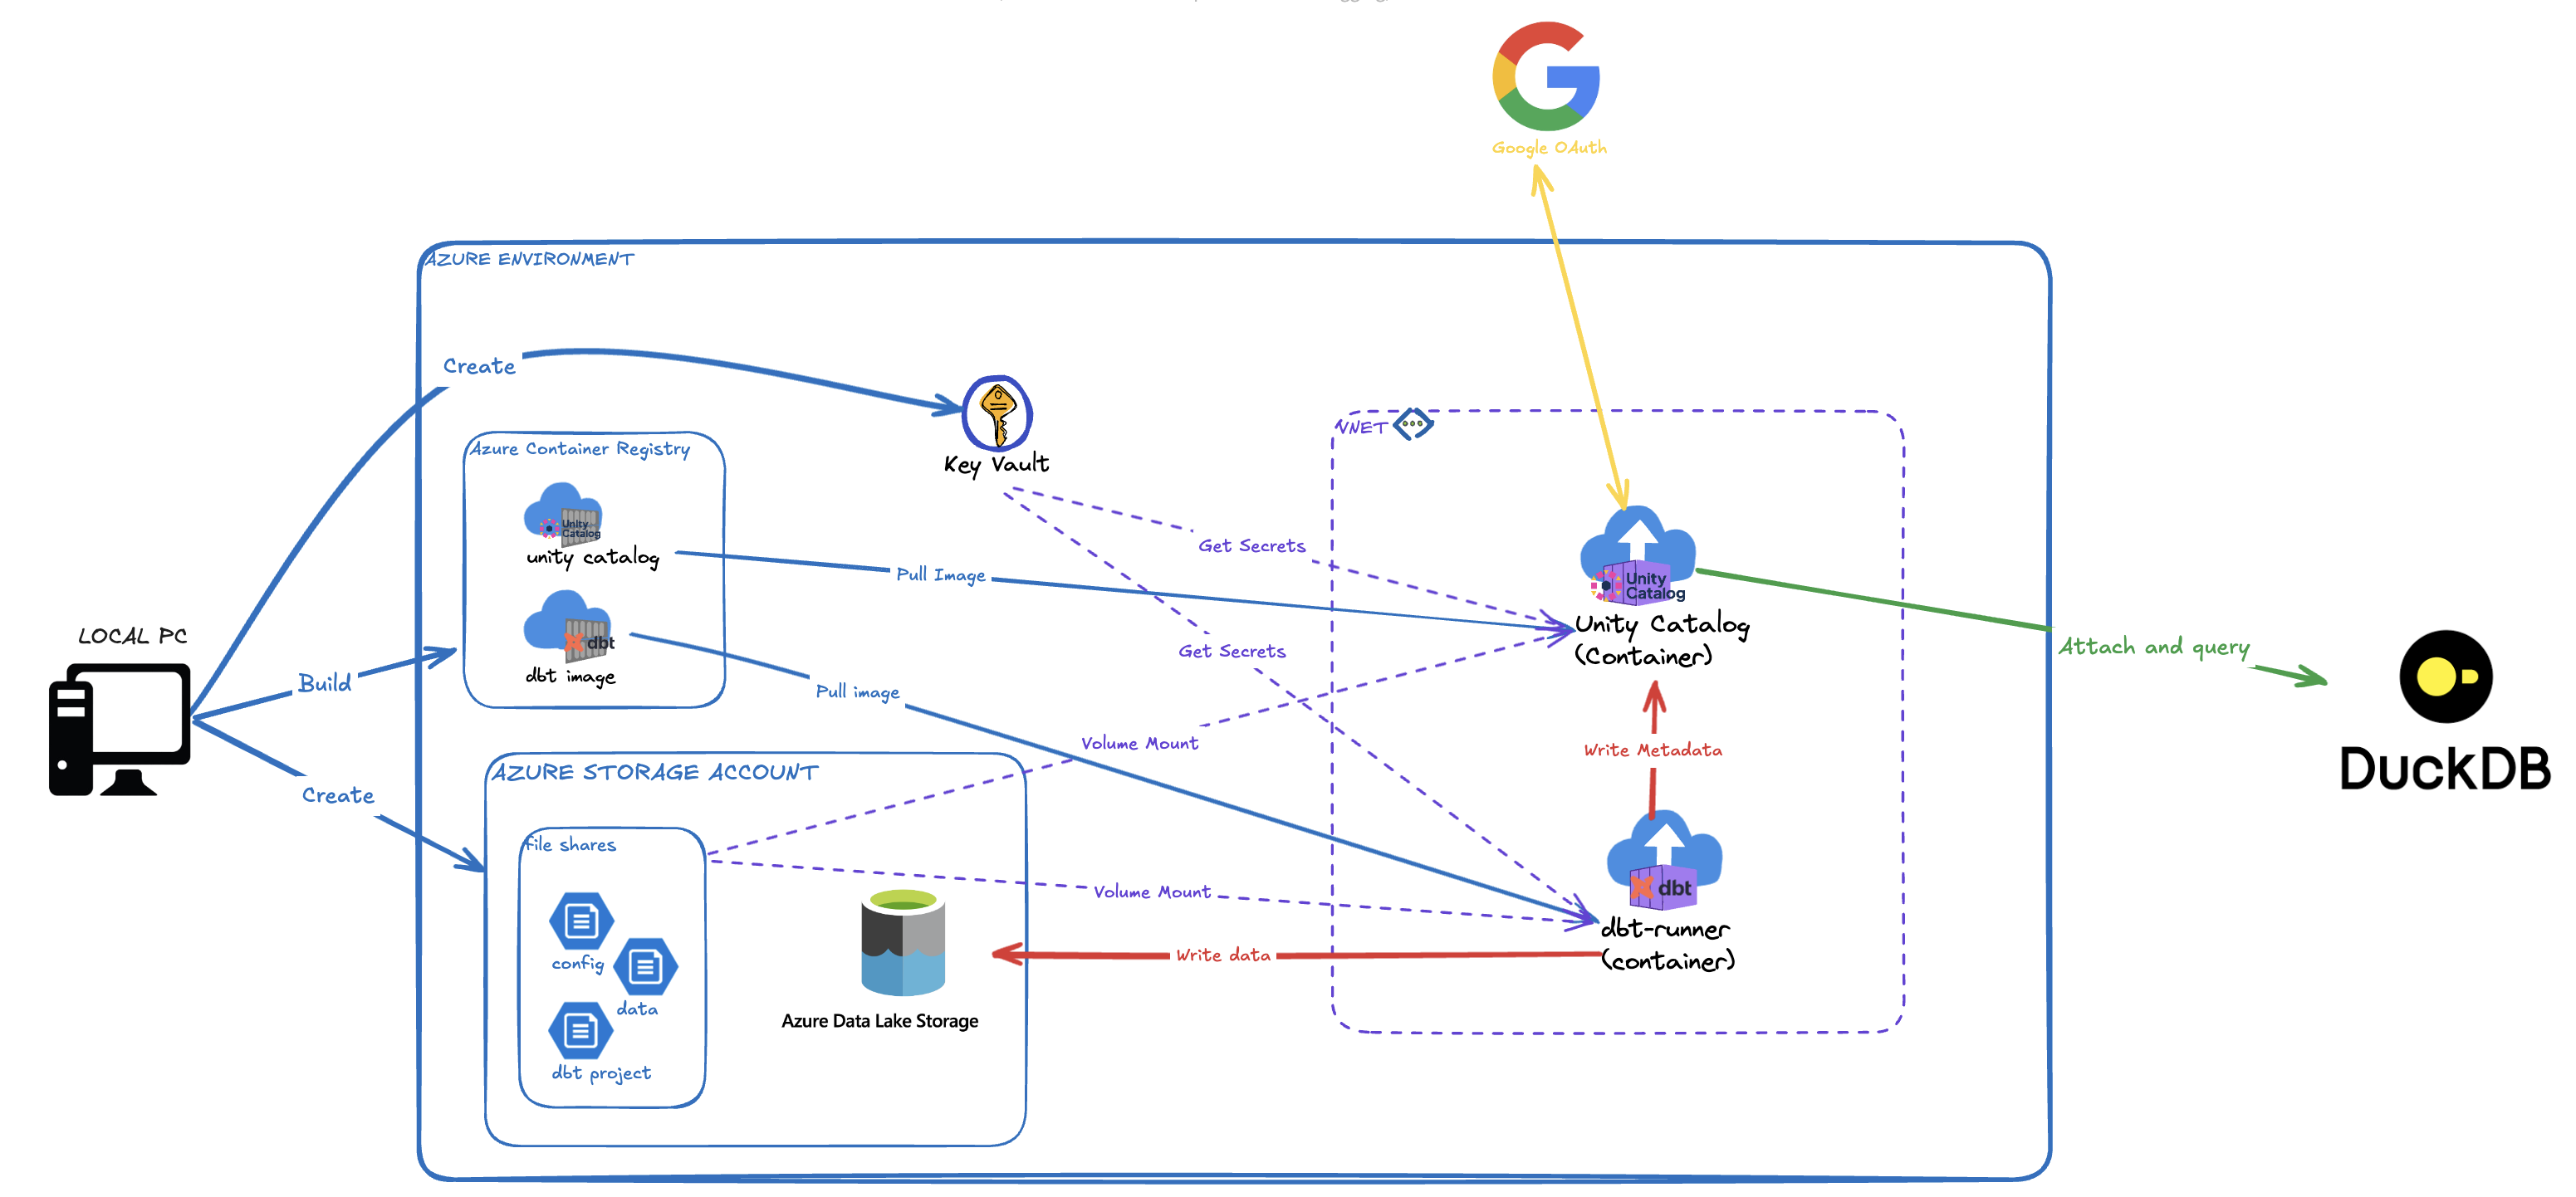 Google OAuth
AZURE ENVIRONMENT
Create
Key Vault
VNET
Azure Container Registry
Unity
Catalog
unity catalog
dbt
dbt image
Pull Image
Pull image
Get Secrets
Get Secrets
Unity
Catalog
Unity Catalog
(Container)
LOCAL PC
Build
Create
Attach and query
DuckDB
Volume Mount
Write Metadata
AZURE STORAGE ACCOUNT
file shares
config
data
dbt project
Azure Data Lake Storage
Volume Mount
Write data
dbt
dbt-runner
(container)